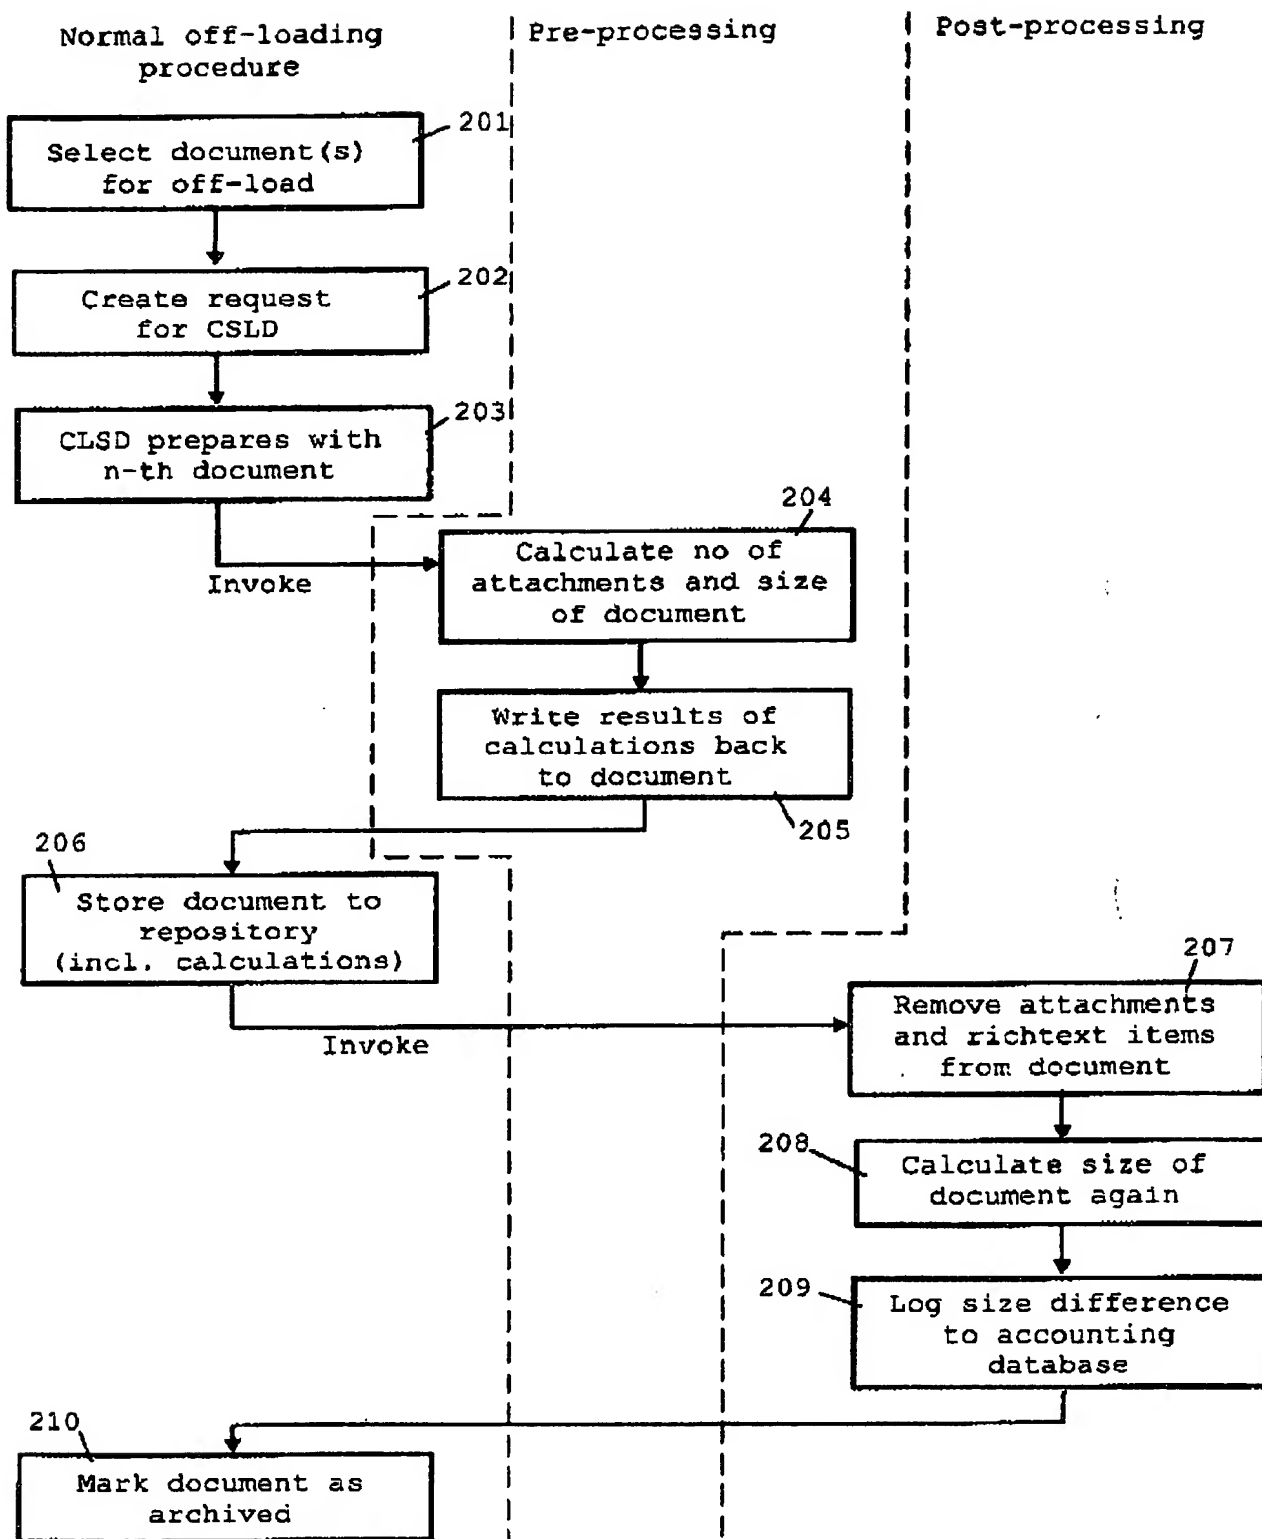 Normal off-loading
procedure
Pre-processing
Post-processing
201
Select document(s)
for off-load
202
Create request
for CSLD
203
CLSD prepares with
n-th document
Invoke
204
Calculate no of
attachments and size
of document
Write results of
calculations back
to document
205
206
Store document to
repository
(incl. calculations)
Invoke
207
Remove attachments
and richtext items
from document
208
Calculate size of
document again
209
Log size difference
to accounting
database
210
Mark document as
archived